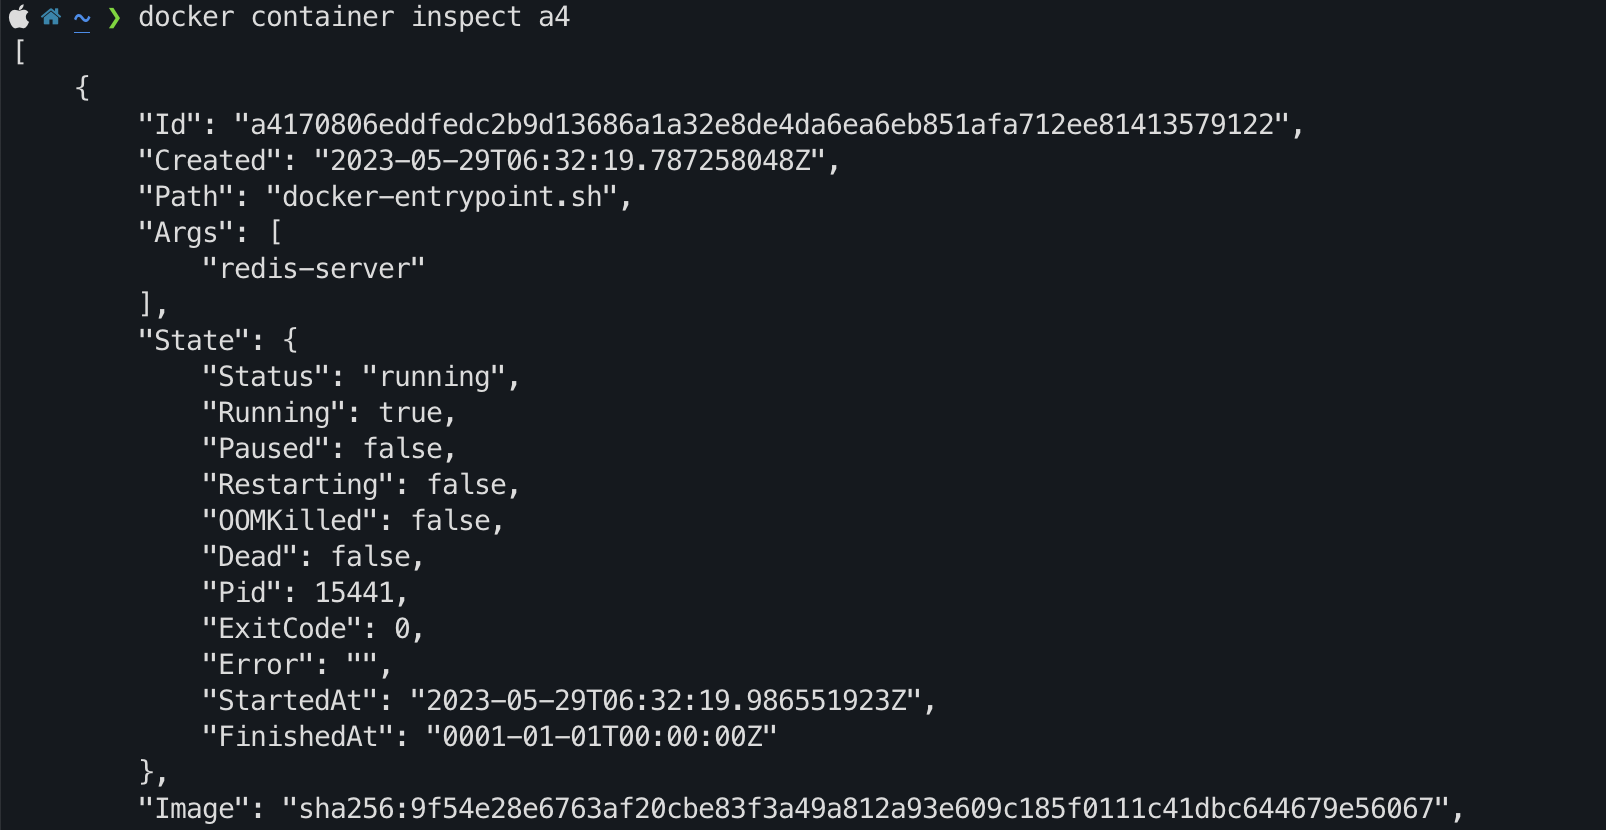 ~ ❯ docker container inspect a4
[
    {
        "Id": "a4170806eddfedc2b9d13686a1a32e8de4da6ea6eb851afa712ee81413579122",
        "Created": "2023-05-29T06:32:19.787258048Z",
        "Path": "docker-entrypoint.sh",
        "Args": [
            "redis-server"
        ],
        "State": {
            "Status": "running",
            "Running": true,
            "Paused": false,
            "Restarting": false,
            "OOMKilled": false,
            "Dead": false,
            "Pid": 15441,
            "ExitCode": 0,
            "Error": "",
            "StartedAt": "2023-05-29T06:32:19.986551923Z",
            "FinishedAt": "0001-01-01T00:00:00Z"
        },
        "Image": "sha256:9f54e28e6763af20cbe83f3a49a812a93e609c185f0111c41dbc644679e56067",